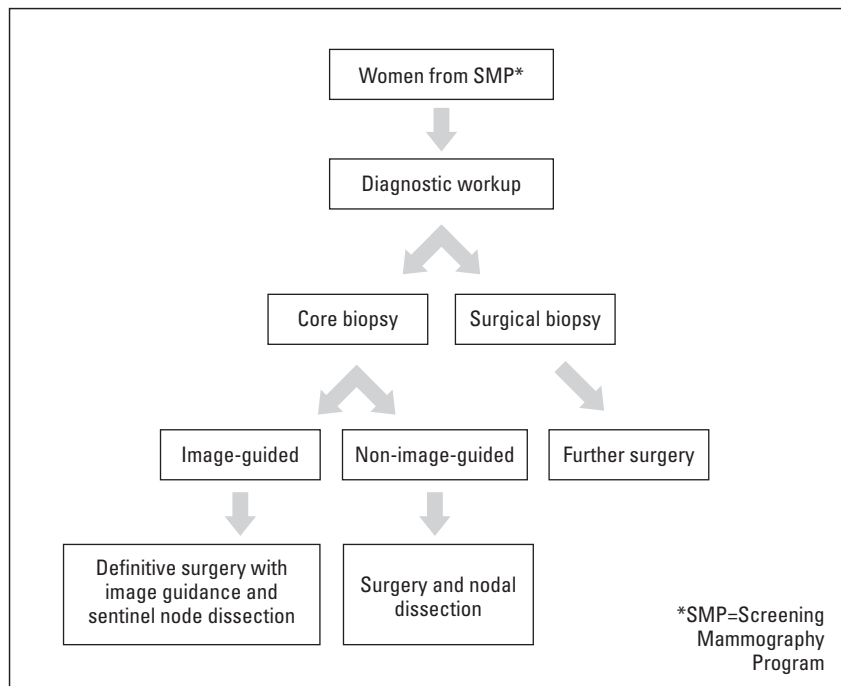 Women from SMP*
Diagnostic workup
Core biopsy
Surgical biopsy
Image-guided
Non-image-guided
Further surgery
Definitive surgery with
image guidance and
sentinel node dissection
Surgery and nodal
dissection
*SMP=Screening
Mammography
Program